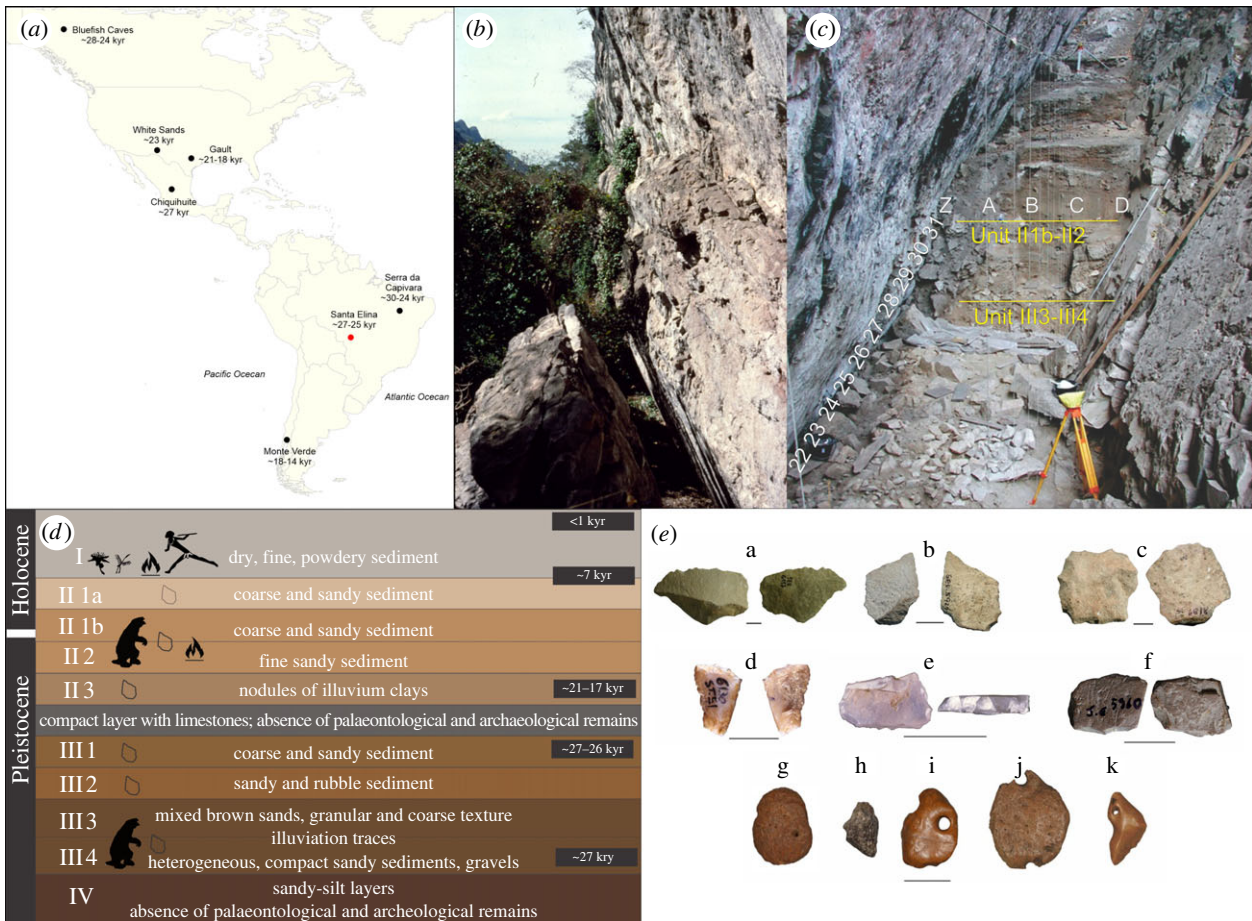 (a)
Bluefish Caves
~28-24 kyr
White Sands
~23 kyr
Gault
~21-18 kyr
Chiquihuite
~27 kyr
Serra da
Capivara
~30-24 kyr
Santa Elina
~27-25 kyr
Pacific Ocecan
Atlantic Ocecan
Monte Verde
~18-14 kyr
(b)
(c)
Z A B C D
Unit II1b-II2
Unit III3-III4
22 23 24 25 26 27 28 29 30 31
(d)
Holocene
Pleistocene
<1 kyr
I dry, fine, powdery sediment
~7 kyr
II 1a coarse and sandy sediment
II 1b coarse and sandy sediment
II 2 fine sandy sediment
II 3 nodules of illuvium clays ~21–17 kyr
compact layer with limestones; absence of palaeontological and archaeological remains
III 1 coarse and sandy sediment ~27–26 kyr
III 2 sandy and rubble sediment
III 3 mixed brown sands, granular and coarse texture
illuviation traces
III 4 heterogeneous, compact sandy sediments, gravels ~27 kry
IV sandy-silt layers
absence of palaeontological and archeological remains
(e)
a b c
d e f
g h i j k